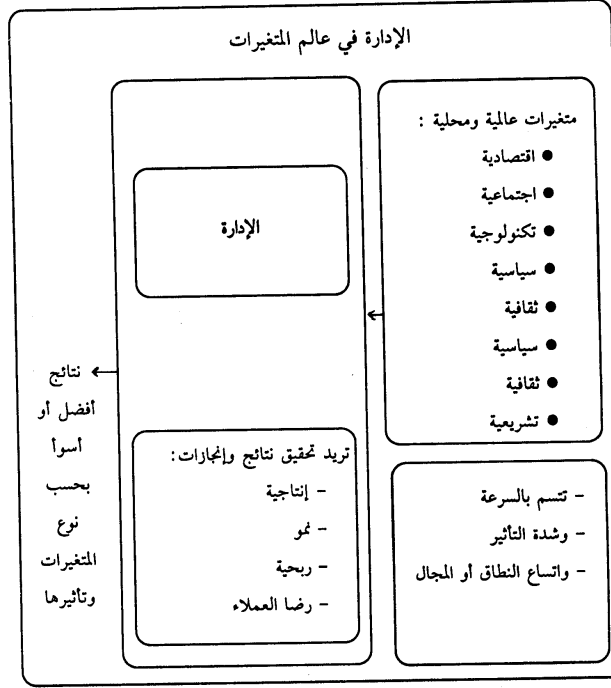 الإدارة في عالم المتغيرات
متغيرات عالمية ومحلية :
● اقتصادية
● اجتماعية
● تكنولوجية
● سياسية
● ثقافية
● سياسية
● ثقافية
● تشريعية
– تتسم بالسرعة
– وشدة التأثير
– واتساع النطاق أو المجال
الإدارة
تريد تحقيق نتائج وإنجازات:
– إنتاجية
– نمو
– ربحية
– رضا العملاء
نتائج
أفضل أو
أسوأ
بحسب
نوع
المتغيرات
وتأثيرها